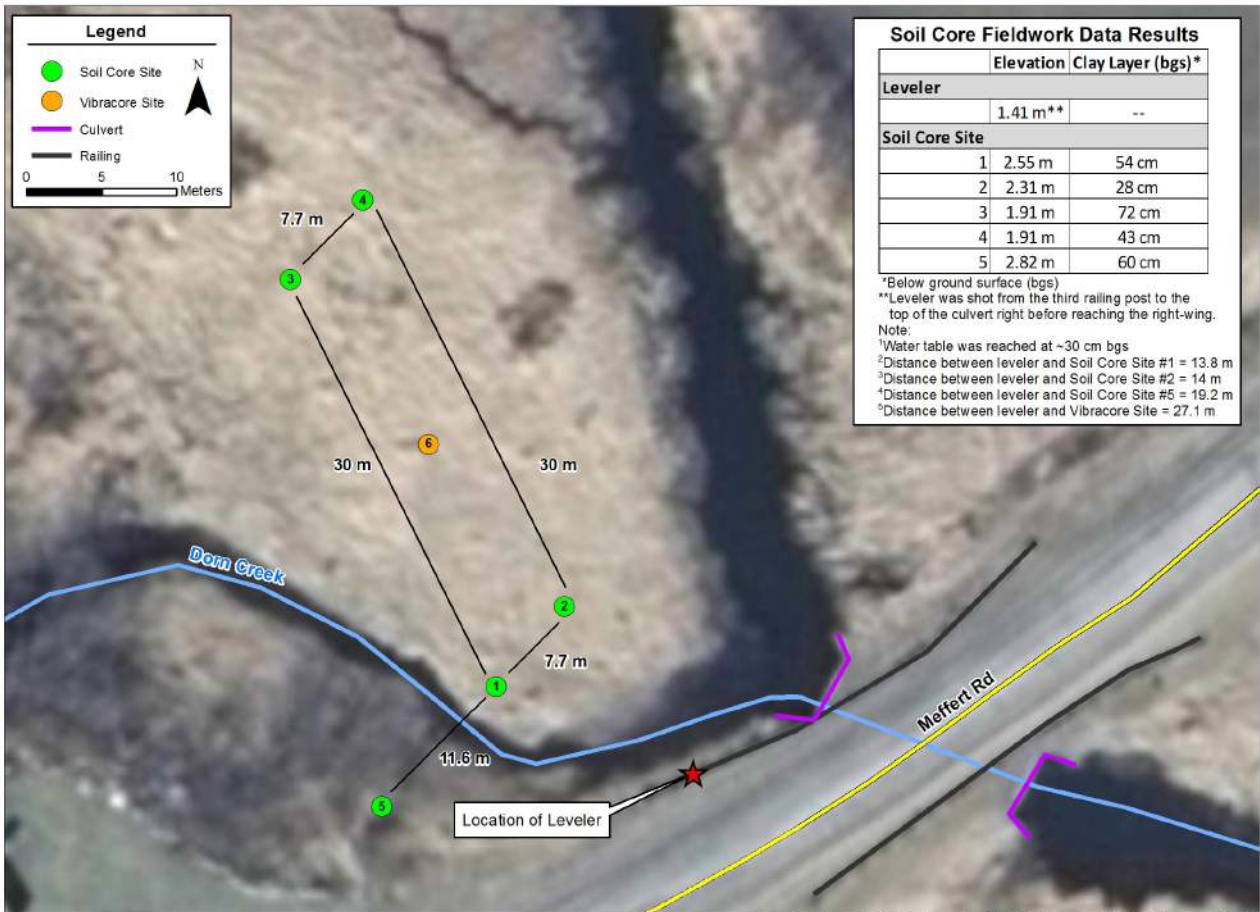 Legend
Soil Core Site
Vibracore Site
Culvert
Railing
N
0 5 10
Meters
Soil Core Fieldwork Data Results
Elevation Clay Layer (bgs)*
Leveler
1.41 m** --
Soil Core Site
1 2.55 m 54 cm
2 2.31 m 28 cm
3 1.91 m 72 cm
4 1.91 m 43 cm
5 2.82 m 60 cm
*Below ground surface (bgs)
**Leveler was shot from the third railing post to the
top of the culvert right before reaching the right-wing.
Note:
¹Water table was reached at ~30 cm bgs
²Distance between leveler and Soil Core Site #1 = 13.8 m
³Distance between leveler and Soil Core Site #2 = 14 m
⁴Distance between leveler and Soil Core Site #5 = 19.2 m
⁵Distance between leveler and Vibracore Site = 27.1 m
4
7.7 m
3
6
30 m
30 m
Dorn Creek
2
7.7 m
1
11.6 m
5
Location of Leveler
Meffert Rd